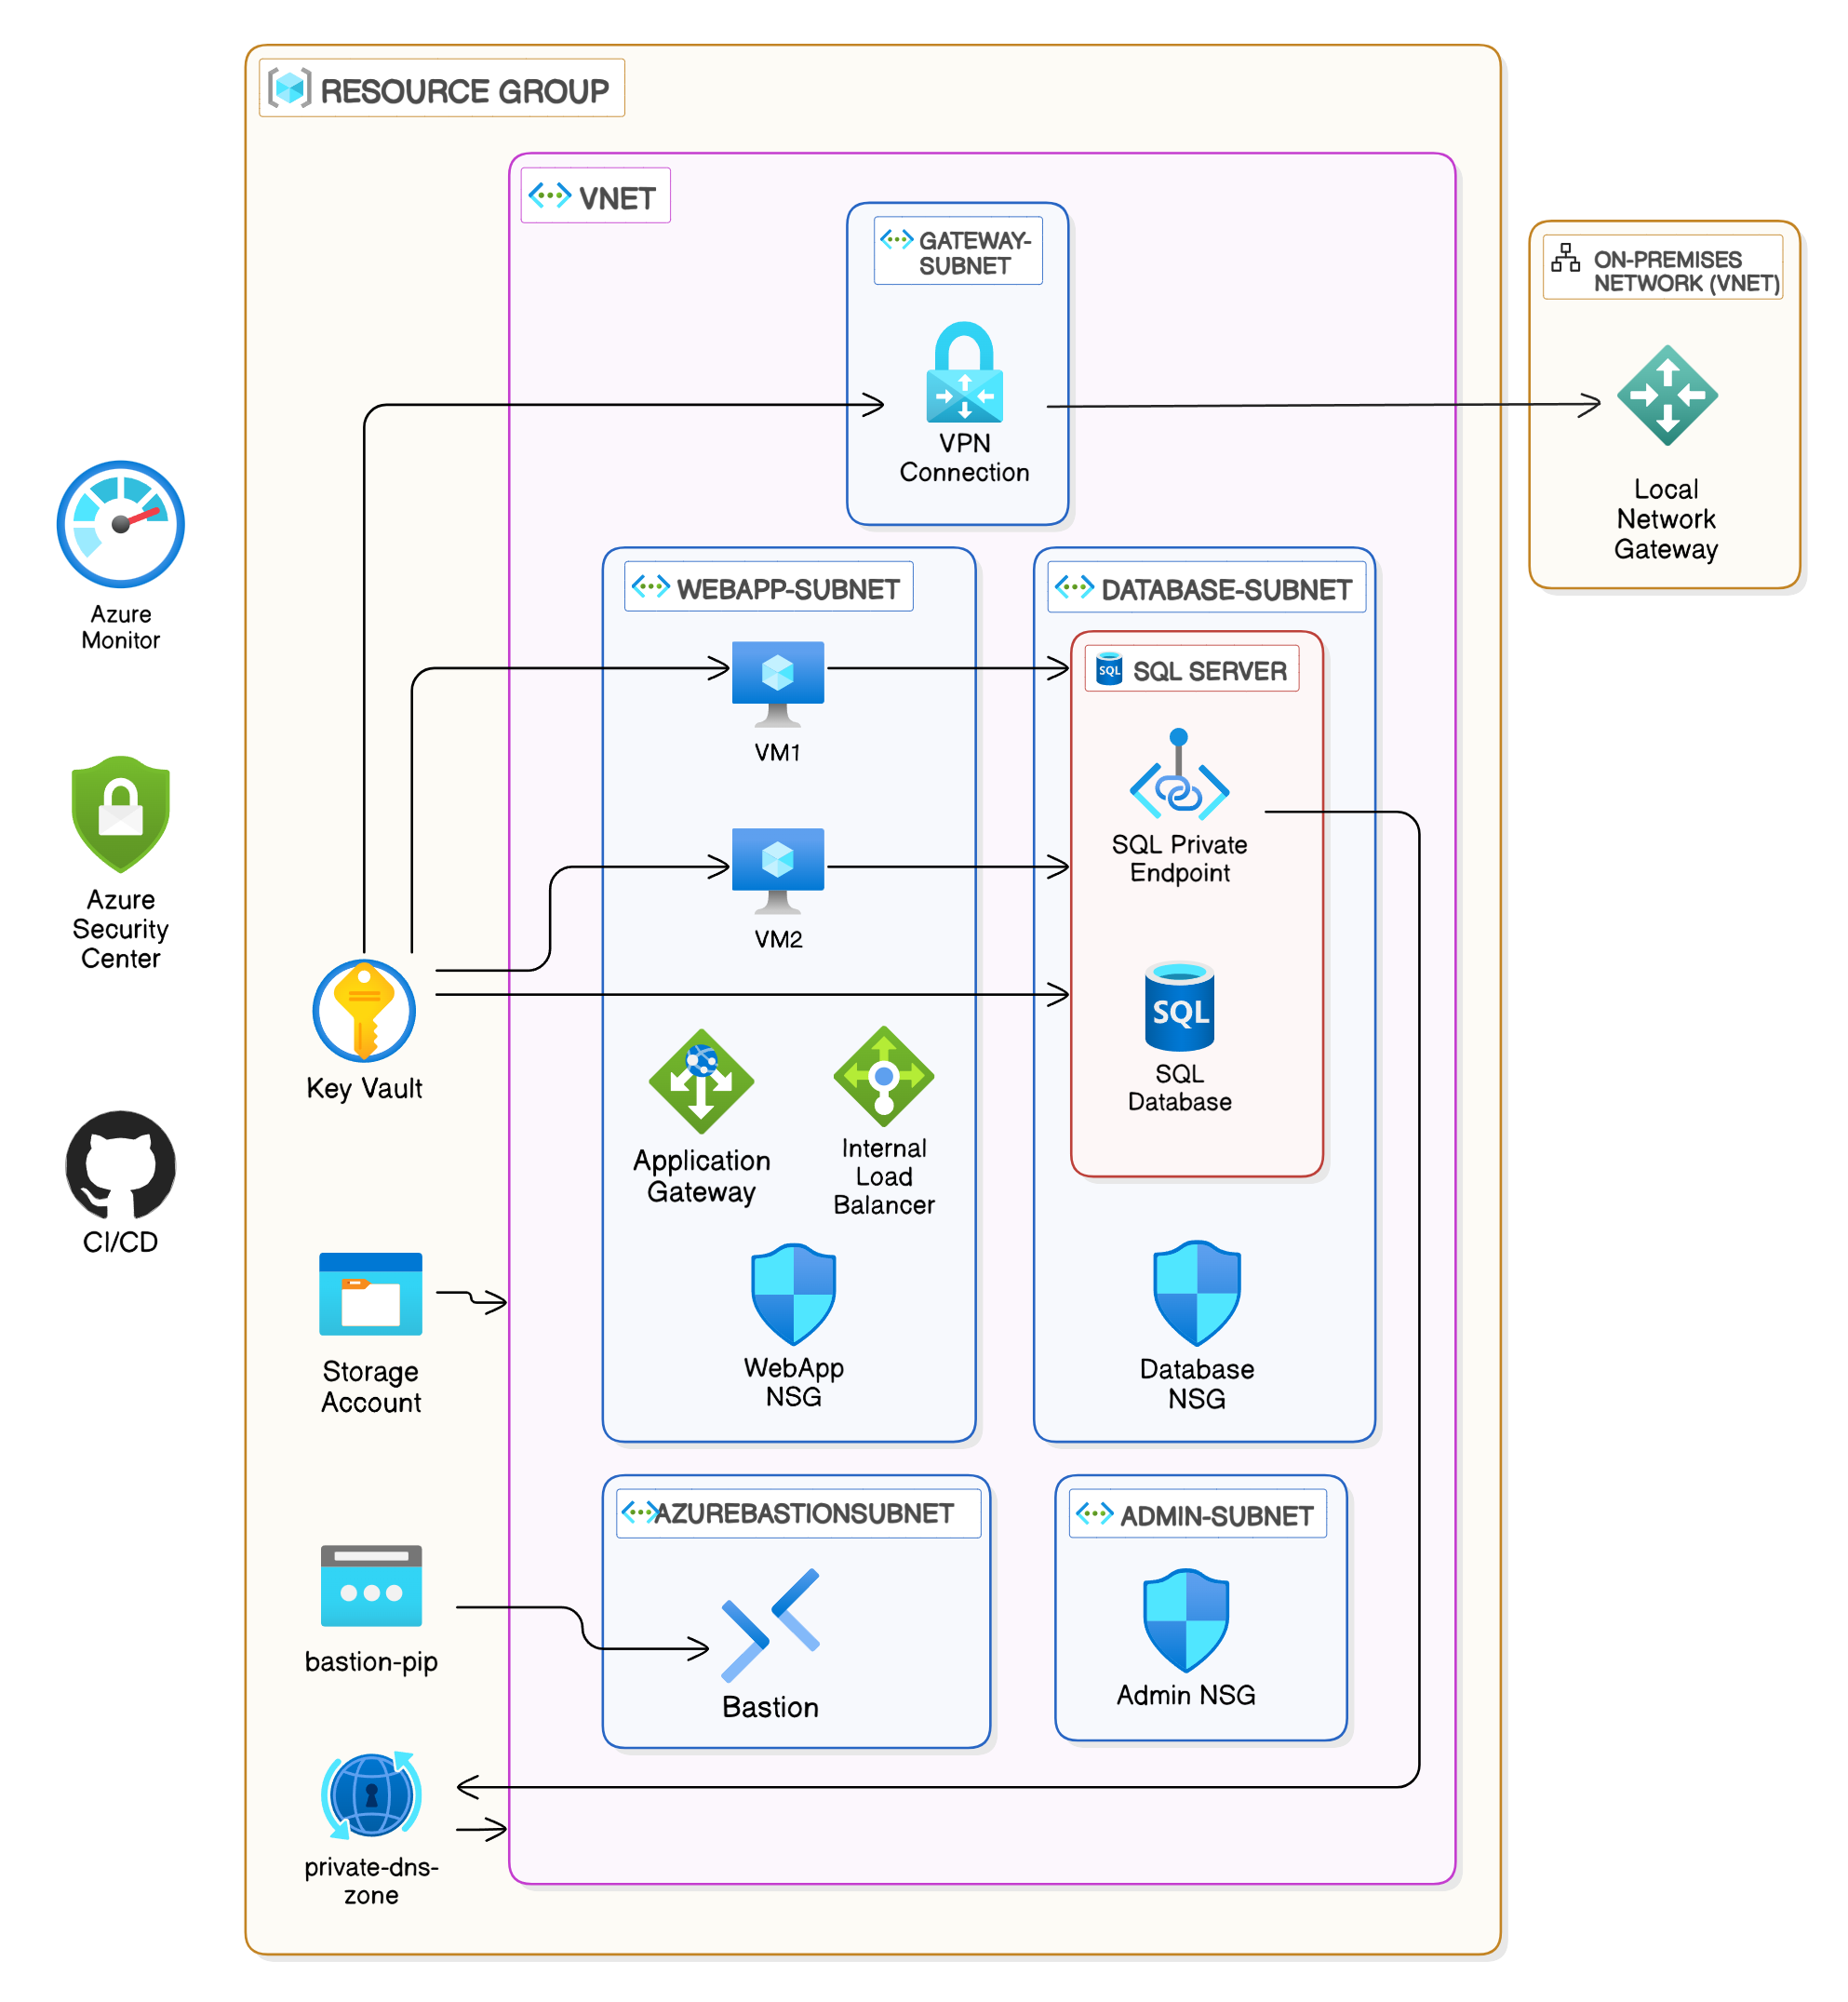 RESOURCE GROUP
VNET
GATEWAY-
SUBNET
VPN
Connection
ON-PREMISES
NETWORK (VNET)
Local
Network
Gateway
Azure
Monitor
Azure
Security
Center
CI/CD
Key Vault
Storage
Account
bastion-pip
private-dns-
zone
WEBAPP-SUBNET
VM1
VM2
Application
Gateway
Internal
Load
Balancer
WebApp
NSG
DATABASE-SUBNET
SQL
SQL SERVER
SQL Private
Endpoint
SQL
SQL
Database
Database
NSG
AZUREBASTIONSUBNET
Bastion
ADMIN-SUBNET
Admin NSG